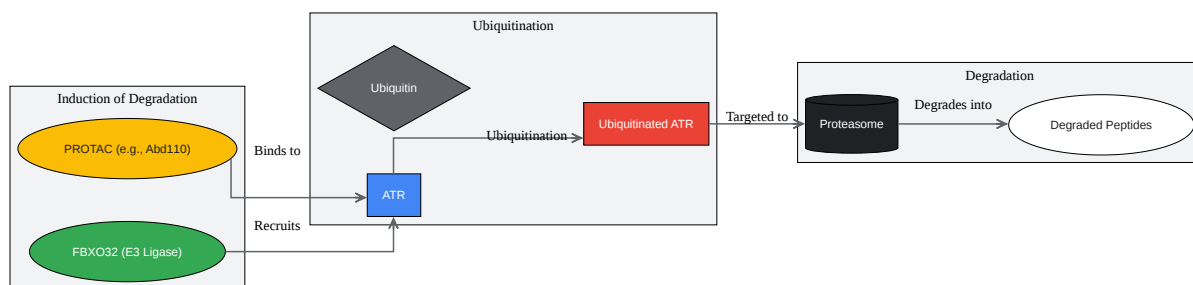 Induction of Degradation
PROTAC (e.g., Abd110)
FBXO32 (E3 Ligase)
Binds to
Recruits
Ubiquitination
Ubiquitin
ATR
Ubiquitination
Ubiquitinated ATR
Targeted to
Degradation
Proteasome
Degrades into
Degraded Peptides